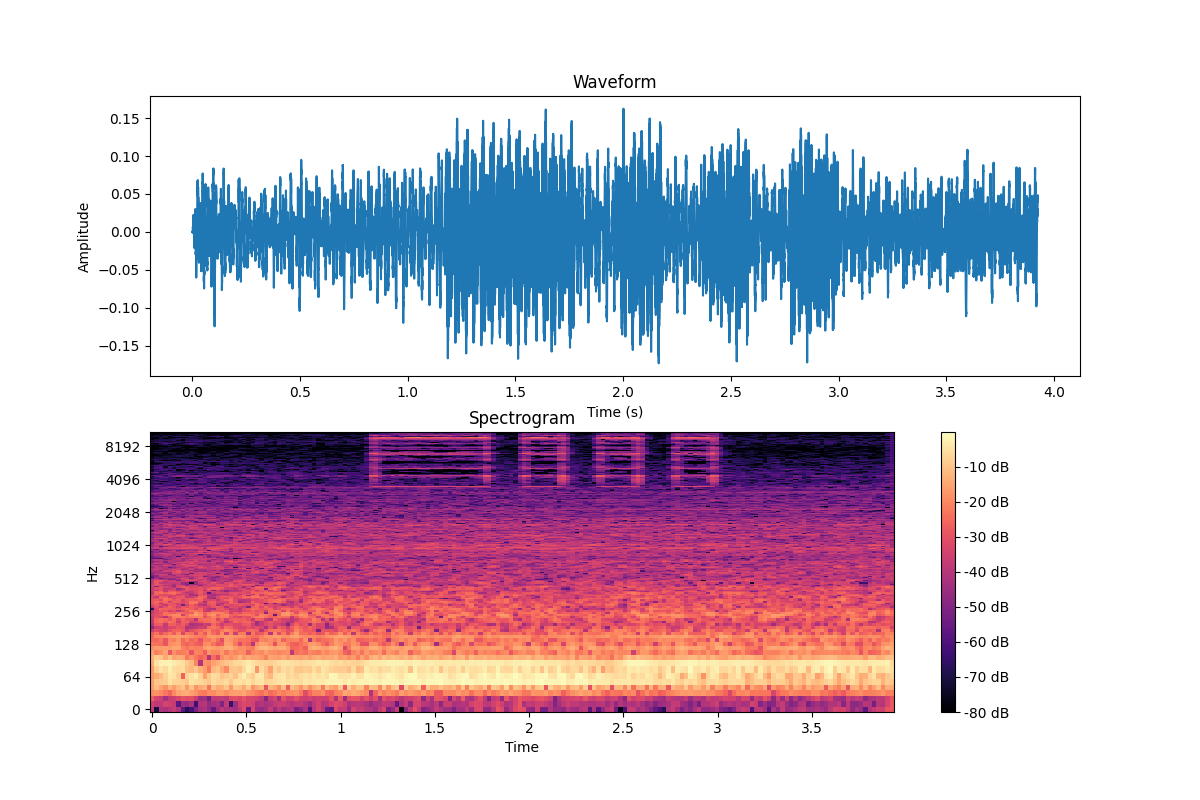 Waveform
Amplitude
0.15
0.10
0.05
0.00
−0.05
−0.10
−0.15
0.0 0.5 1.0 1.5 2.0 2.5 3.0 3.5 4.0
Time (s)
Spectrogram
Hz
8192
4096
2048
1024
512
256
128
64
0
0 0.5 1 1.5 2 2.5 3 3.5
Time
-10 dB
-20 dB
-30 dB
-40 dB
-50 dB
-60 dB
-70 dB
-80 dB